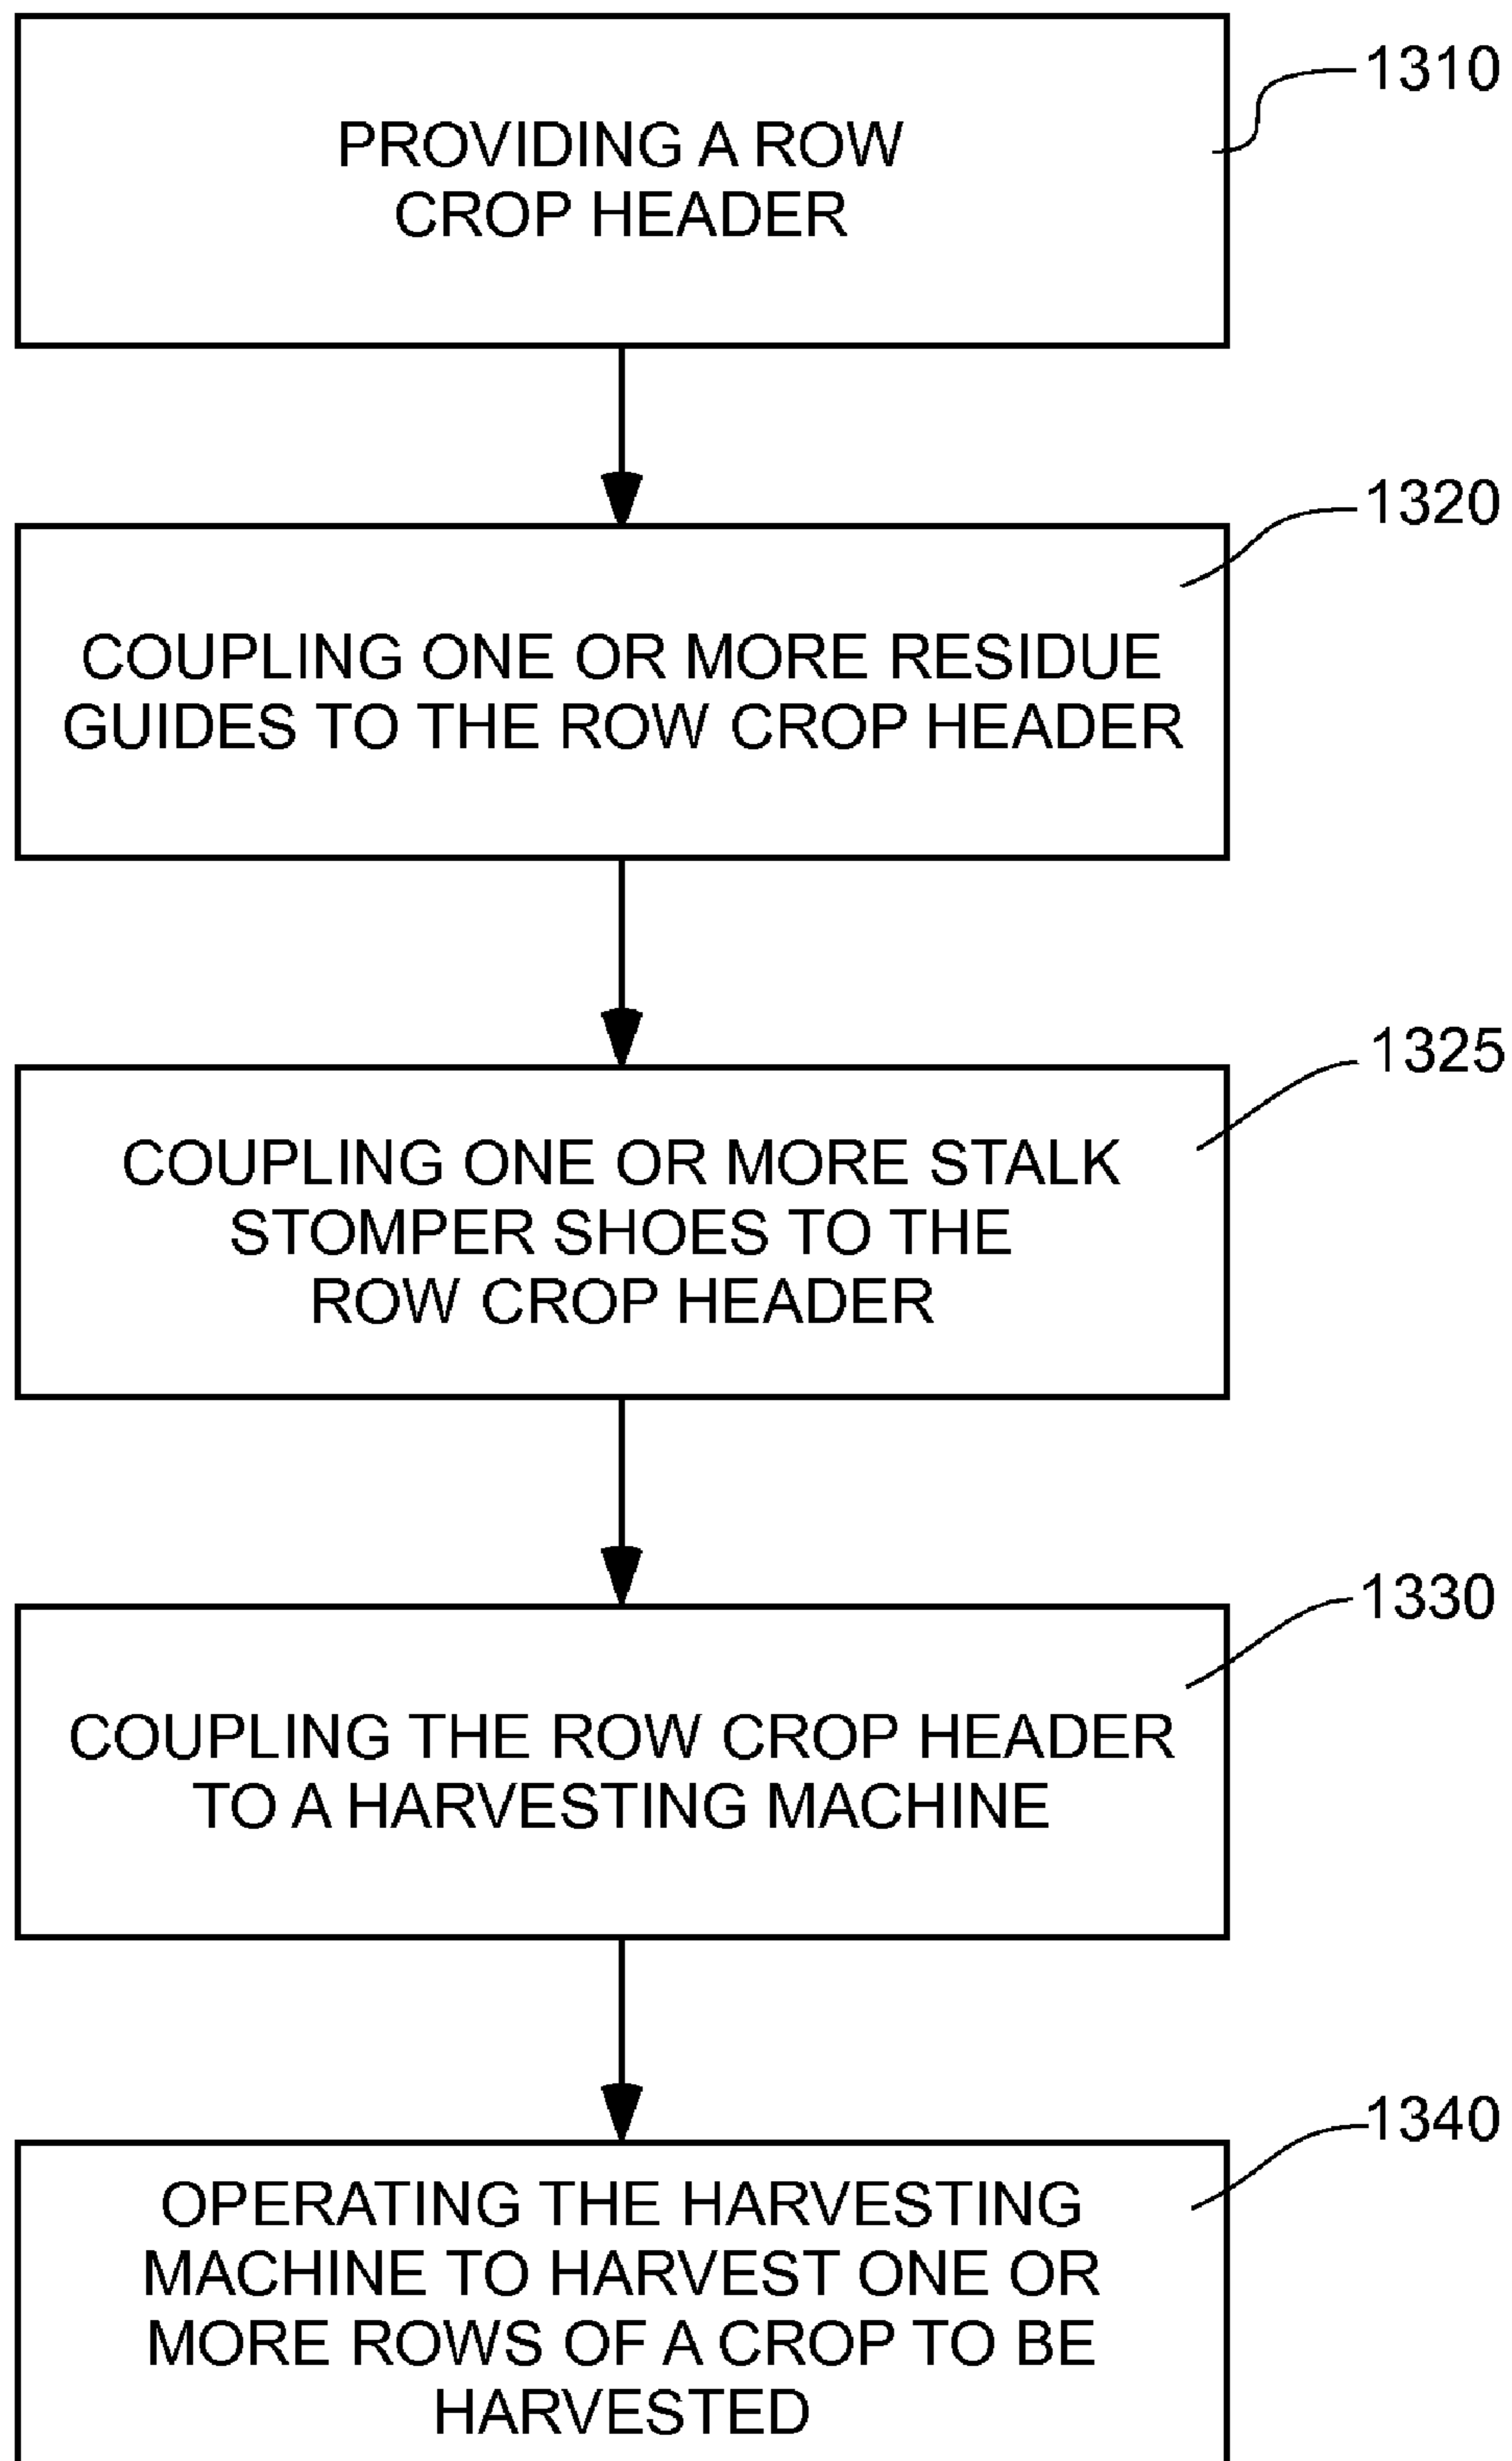 1310
PROVIDING A ROW
CROP HEADER
1320
COUPLING ONE OR MORE RESIDUE
GUIDES TO THE ROW CROP HEADER
1325
COUPLING ONE OR MORE STALK
STOMPER SHOES TO THE
ROW CROP HEADER
1330
COUPLING THE ROW CROP HEADER
TO A HARVESTING MACHINE
1340
OPERATING THE HARVESTING
MACHINE TO HARVEST ONE OR
MORE ROWS OF A CROP TO BE
HARVESTED